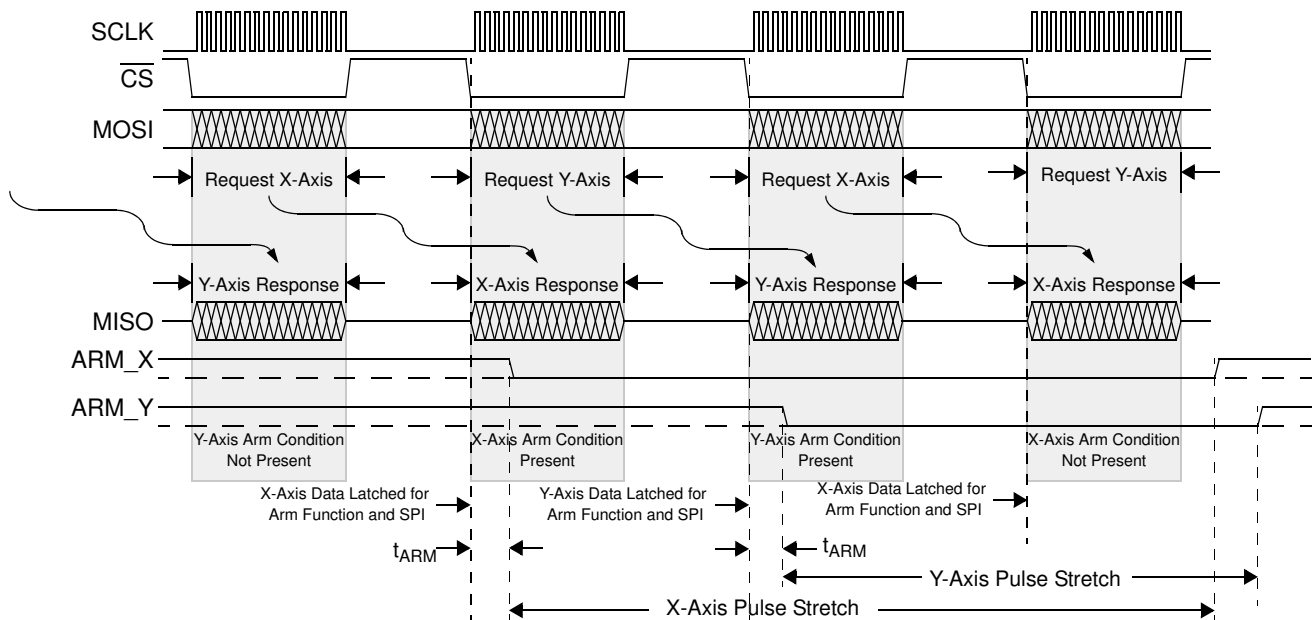 SCLK
CS
MOSI
Request X-Axis
Request Y-Axis
Request X-Axis
Request Y-Axis
Y-Axis Response
X-Axis Response
Y-Axis Response
X-Axis Response
MISO
ARM_X
ARM_Y
Y-Axis Arm Condition
Not Present
X-Axis Arm Condition
Present
Y-Axis Arm Condition
Present
X-Axis Arm Condition
Not Present
X-Axis Data Latched for
Arm Function and SPI
Y-Axis Data Latched for
Arm Function and SPI
X-Axis Data Latched for
Arm Function and SPI
tARM
tARM
Y-Axis Pulse Stretch
X-Axis Pulse Stretch